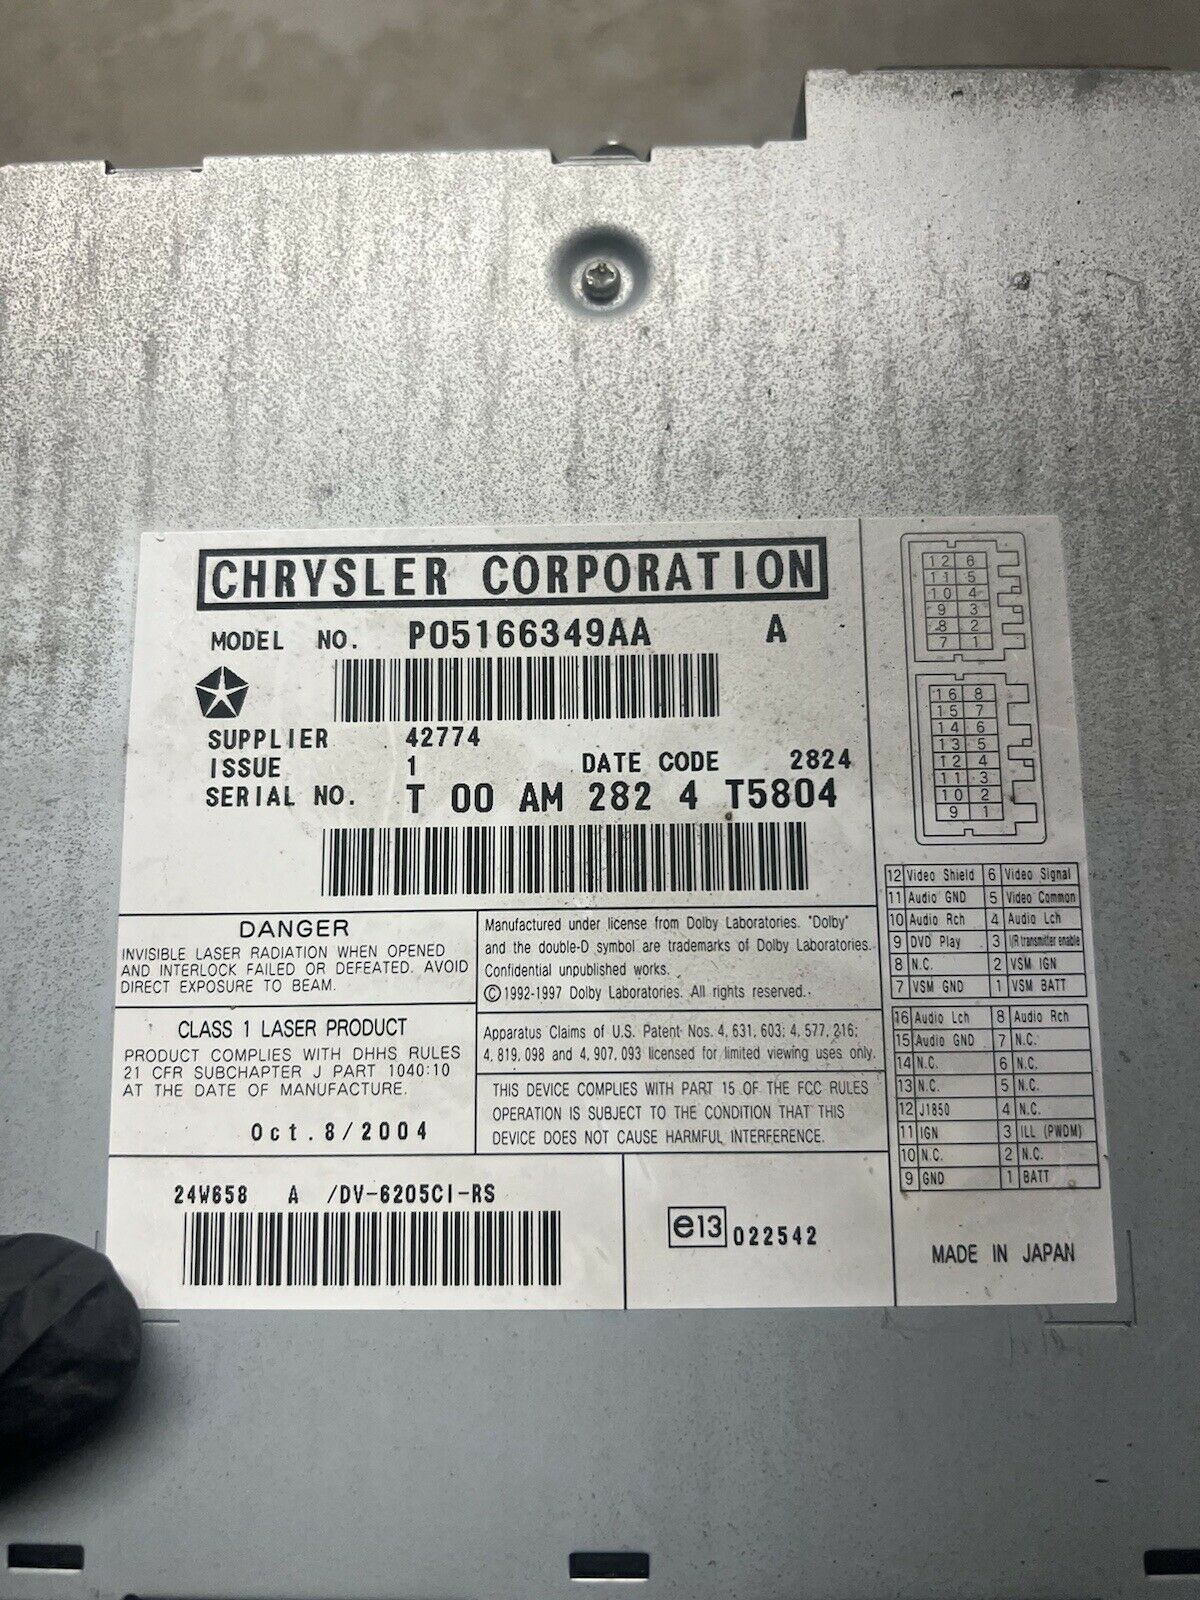 CHRYSLER CORPORATION
MODEL NO. P05166349AA A
SUPPLIER 42774
ISSUE 1 DATE CODE 2824
SERIAL NO. T 00 AM 282 4 T5804
DANGER
INVISIBLE LASER RADIATION WHEN OPENED
AND INTERLOCK FAILED OR DEFEATED. AVOID
DIRECT EXPOSURE TO BEAM.
CLASS 1 LASER PRODUCT
PRODUCT COMPLIES WITH DHHS RULES
21 CFR SUBCHAPTER J PART 1040:10
AT THE DATE OF MANUFACTURE.
Oct.8/2004
Manufactured under license from Dolby Laboratories. "Dolby"
and the double-D symbol are trademarks of Dolby Laboratories.
Confidential unpublished works.
©1992-1997 Dolby Laboratories. All rights reserved.
Apparatus Claims of U.S. Patent Nos. 4, 631, 603; 4, 577, 216;
4, 819, 098 and 4, 907, 093 licensed for limited viewing uses only.
THIS DEVICE COMPLIES WITH PART 15 OF THE FCC RULES
OPERATION IS SUBJECT TO THE CONDITION THAT THIS
DEVICE DOES NOT CAUSE HARMFUL INTERFERENCE.
24W658 A /DV-6205CI-RS
e13 022542
12 6
11 5
10 4
9 3
8 2
7 1
16 8
15 7
14 6
13 5
12 4
11 3
10 2
9 1
12 Video Shield 6 Video Signal
11 Audio GND 5 Video Common
10 Audio Rch 4 Audio Lch
9 DVD Play 3 I/R transmitter enable
8 N.C. 2 VSM IGN
7 VSM GND 1 VSM BATT
16 Audio Lch 8 Audio Rch
15 Audio GND 7 N.C.
14 N.C. 6 N.C.
13 N.C. 5 N.C.
12 J1850 4 N.C.
11 IGN 3 ILL (PWDM)
10 N.C. 2 N.C.
9 GND 1 BATT
MADE IN JAPAN